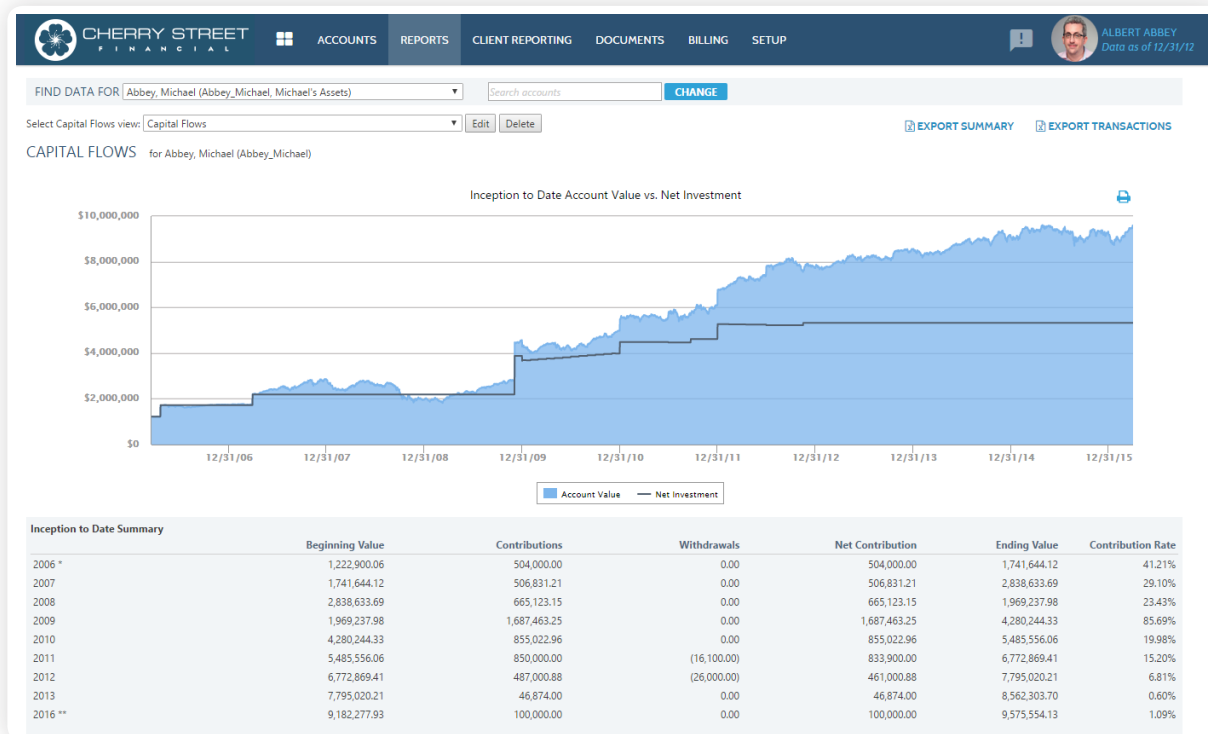 CHERRY STREET
FINANCIAL
ACCOUNTS REPORTS CLIENT REPORTING DOCUMENTS BILLING SETUP
ALBERT ABBEY
Data as of 12/31/12
FIND DATA FOR Abbey, Michael (Abbey_Michael, Michael's Assets) Search accounts CHANGE
Select Capital Flows view: Capital Flows Edit Delete EXPORT SUMMARY EXPORT TRANSACTIONS
CAPITAL FLOWS for Abbey, Michael (Abbey_Michael)
Inception to Date Account Value vs. Net Investment
$10,000,000
$8,000,000
$6,000,000
$4,000,000
$2,000,000
$0
12/31/06 12/31/07 12/31/08 12/31/09 12/31/10 12/31/11 12/31/12 12/31/13 12/31/14 12/31/15
Account Value Net Investment
Inception to Date Summary
Beginning Value Contributions Withdrawals Net Contribution Ending Value Contribution Rate
2006 * 1,222,900.06 504,000.00 0.00 504,000.00 1,741,644.12 41.21%
2007 1,741,644.12 506,831.21 0.00 506,831.21 2,838,633.69 29.10%
2008 2,838,633.69 665,123.15 0.00 665,123.15 1,969,237.98 23.43%
2009 1,969,237.98 1,687,463.25 0.00 1,687,463.25 4,280,244.33 85.69%
2010 4,280,244.33 855,022.96 0.00 855,022.96 5,485,556.06 19.98%
2011 5,485,556.06 850,000.00 (16,100.00) 833,900.00 6,772,869.41 15.20%
2012 6,772,869.41 487,000.88 (26,000.00) 461,000.88 7,795,020.21 6.81%
2013 7,795,020.21 46,874.00 0.00 46,874.00 8,562,303.70 0.60%
2016 ** 9,182,277.93 100,000.00 0.00 100,000.00 9,575,554.13 1.09%